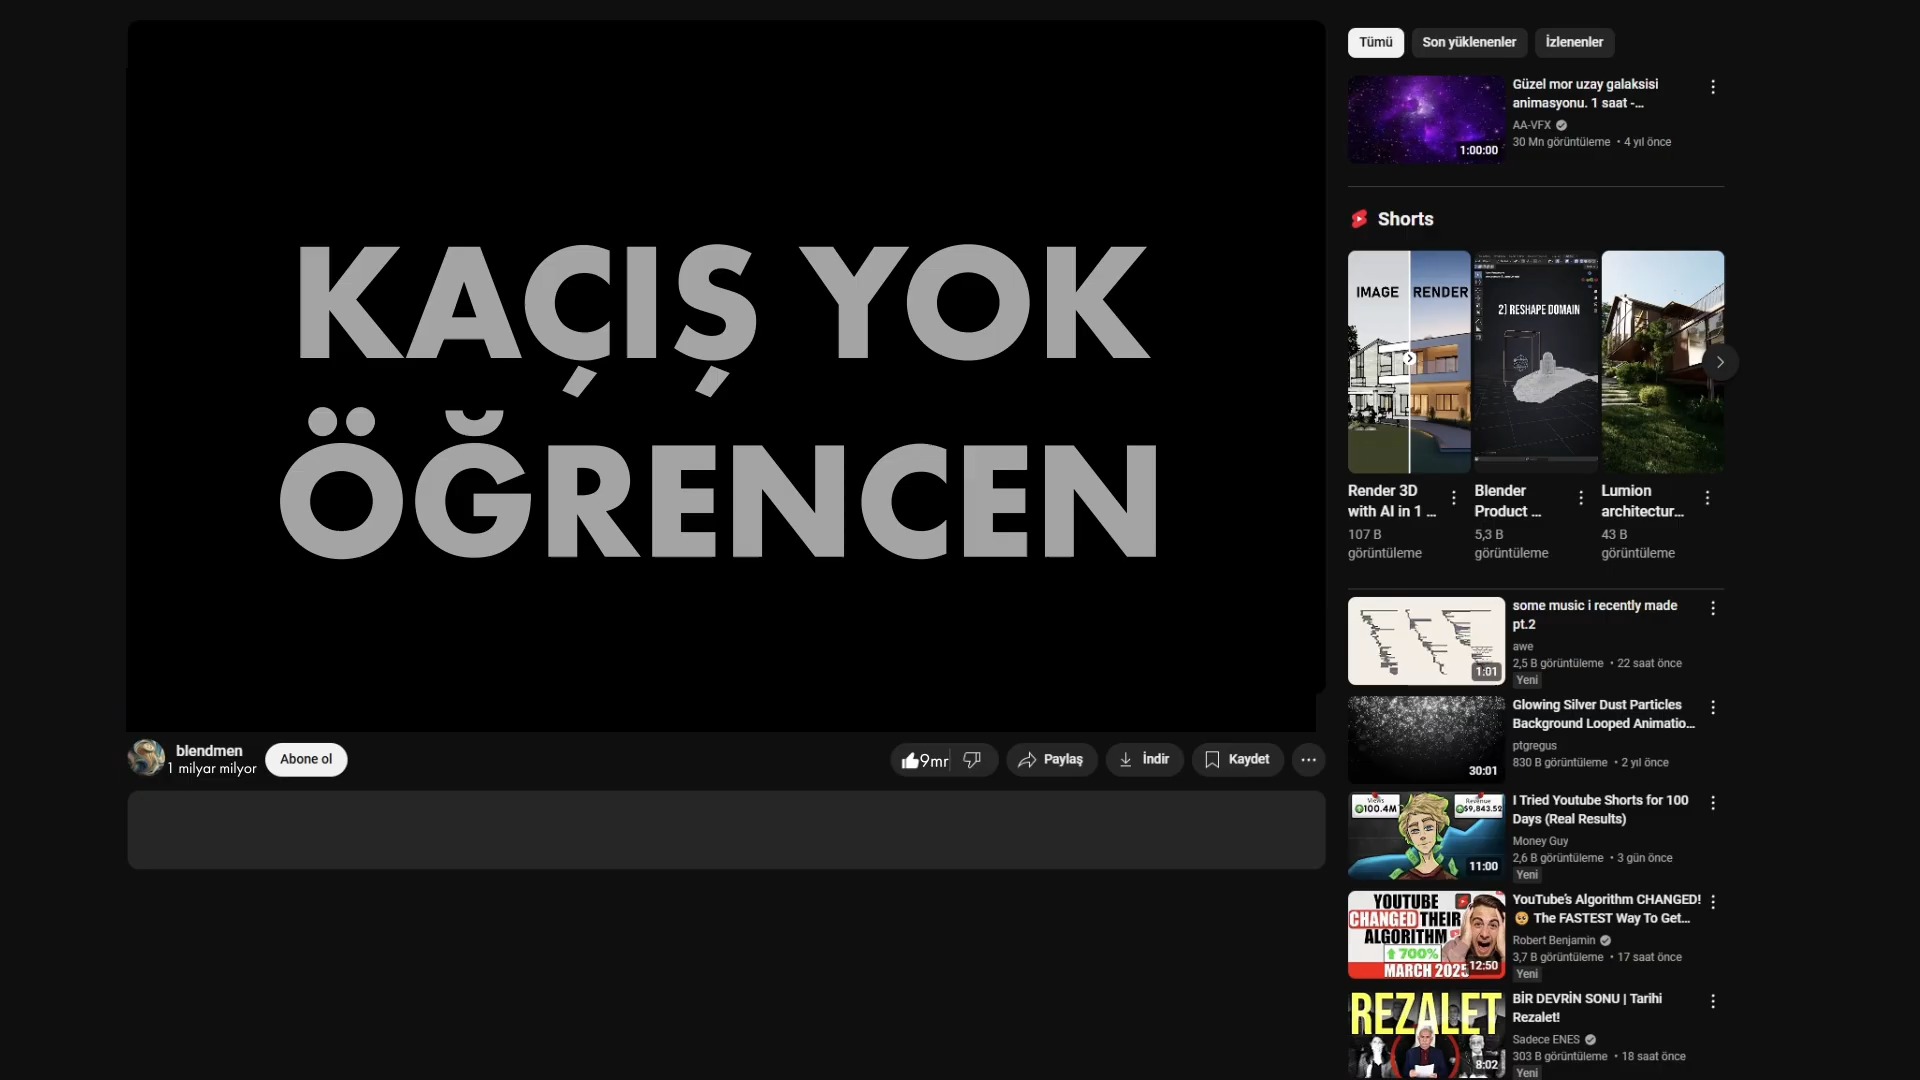 KAÇIŞ YOK
ÖĞRENCEN
blendmen
1 milyar milyor
Abone ol
9mr
Paylaş
İndir
Kaydet
Tümü
Son yüklenenler
İzlenenler
1:00:00
Güzel mor uzay galaksisi
animasyonu. 1 saat -...
AA-VFX
30 Mn görüntüleme • 4 yıl önce
Shorts
IMAGE
RENDER
Render 3D
with AI in 1 ...
107 B
görüntüleme
2) RESHAPE DOMAIN
Blender
Product ...
5,3 B
görüntüleme
Lumion
architectur...
43 B
görüntüleme
1:01
some music i recently made
pt.2
awe
2,5 B görüntüleme • 22 saat önce
Yeni
30:01
Glowing Silver Dust Particles
Background Looped Animatio...
ptgregus
830 B görüntüleme • 2 yıl önce
Views
100.4M
Revenue
$9,843.52
11:00
I Tried Youtube Shorts for 100
Days (Real Results)
Money Guy
2,6 B görüntüleme • 3 gün önce
Yeni
YOUTUBE
CHANGED THEIR
ALGORITHM
700%
MARCH 2025
12:50
YouTube's Algorithm CHANGED!
🥺 The FASTEST Way To Get...
Robert Benjamin
3,7 B görüntüleme • 17 saat önce
Yeni
REZALET
8:02
BİR DEVRİN SONU | Tarihi
Rezalet!
Sadece ENES
303 B görüntüleme • 18 saat önce
Yeni